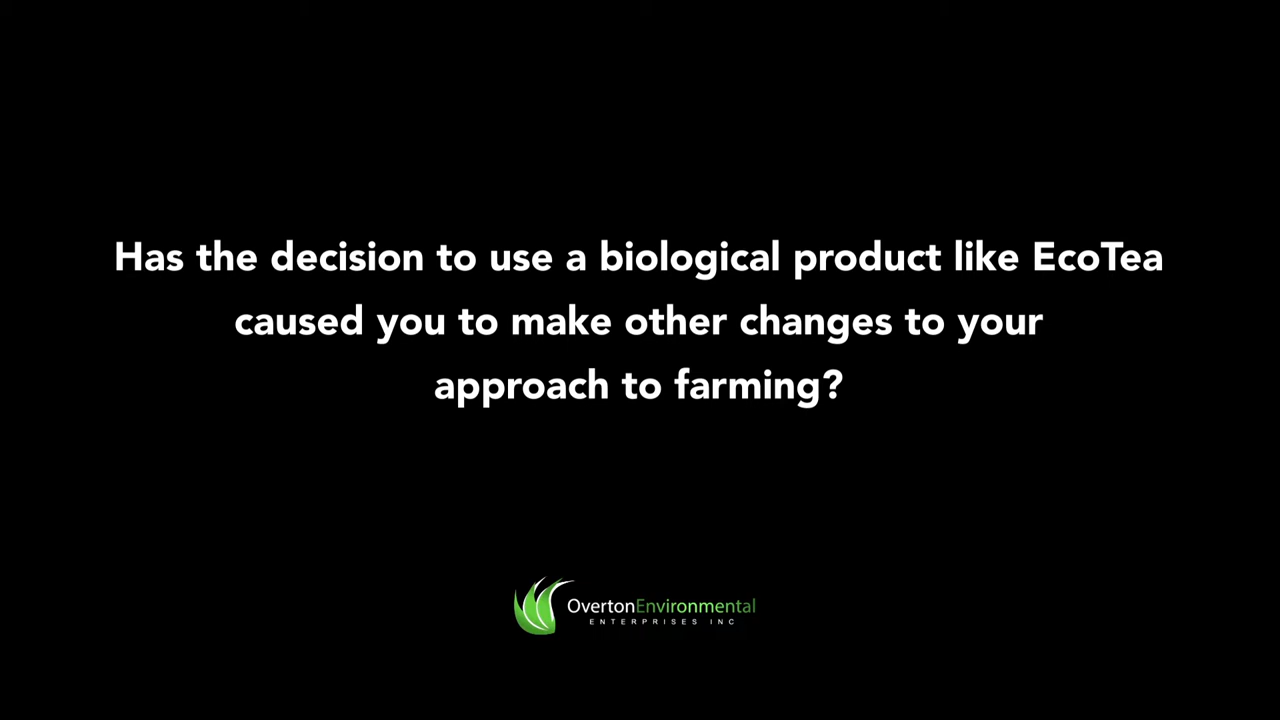 Has the decision to use a biological product like EcoTea
caused you to make other changes to your
approach to farming?
OvertonEnvironmental
ENTERPRISES INC